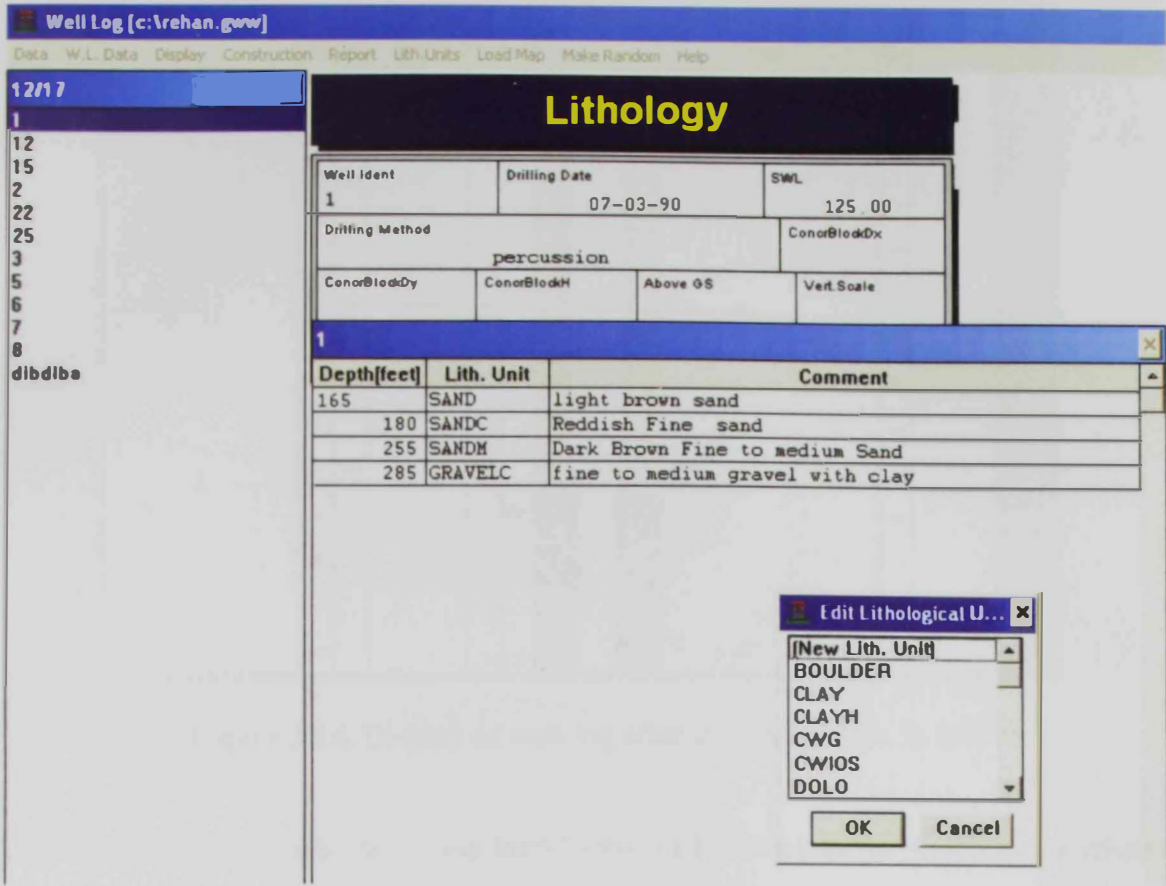 Well Log [c:\rehan.gww]
Data W.L. Data Display Construction Report Lith.Units Load Map Make Random Help
12/17
1
12
15
2
22
25
3
5
6
7
8
dibdiba
Lithology
Well Ident Drilling Date SWL
1 07-03-90 125.00
Drilling Method ConorBlockDx
percussion
ConorBlockDy ConorBlockH Above GS Vert.Scale
1
Depth[feet] Lith. Unit Comment
165 SAND light brown sand
180 SANDC Reddish Fine sand
255 SANDM Dark Brown Fine to medium Sand
285 GRAVELC fine to medium gravel with clay
Edit Lithological U...
[New Lith. Unit]
BOULDER
CLAY
CLAYH
CWG
CWIOS
DOLO
OK Cancel